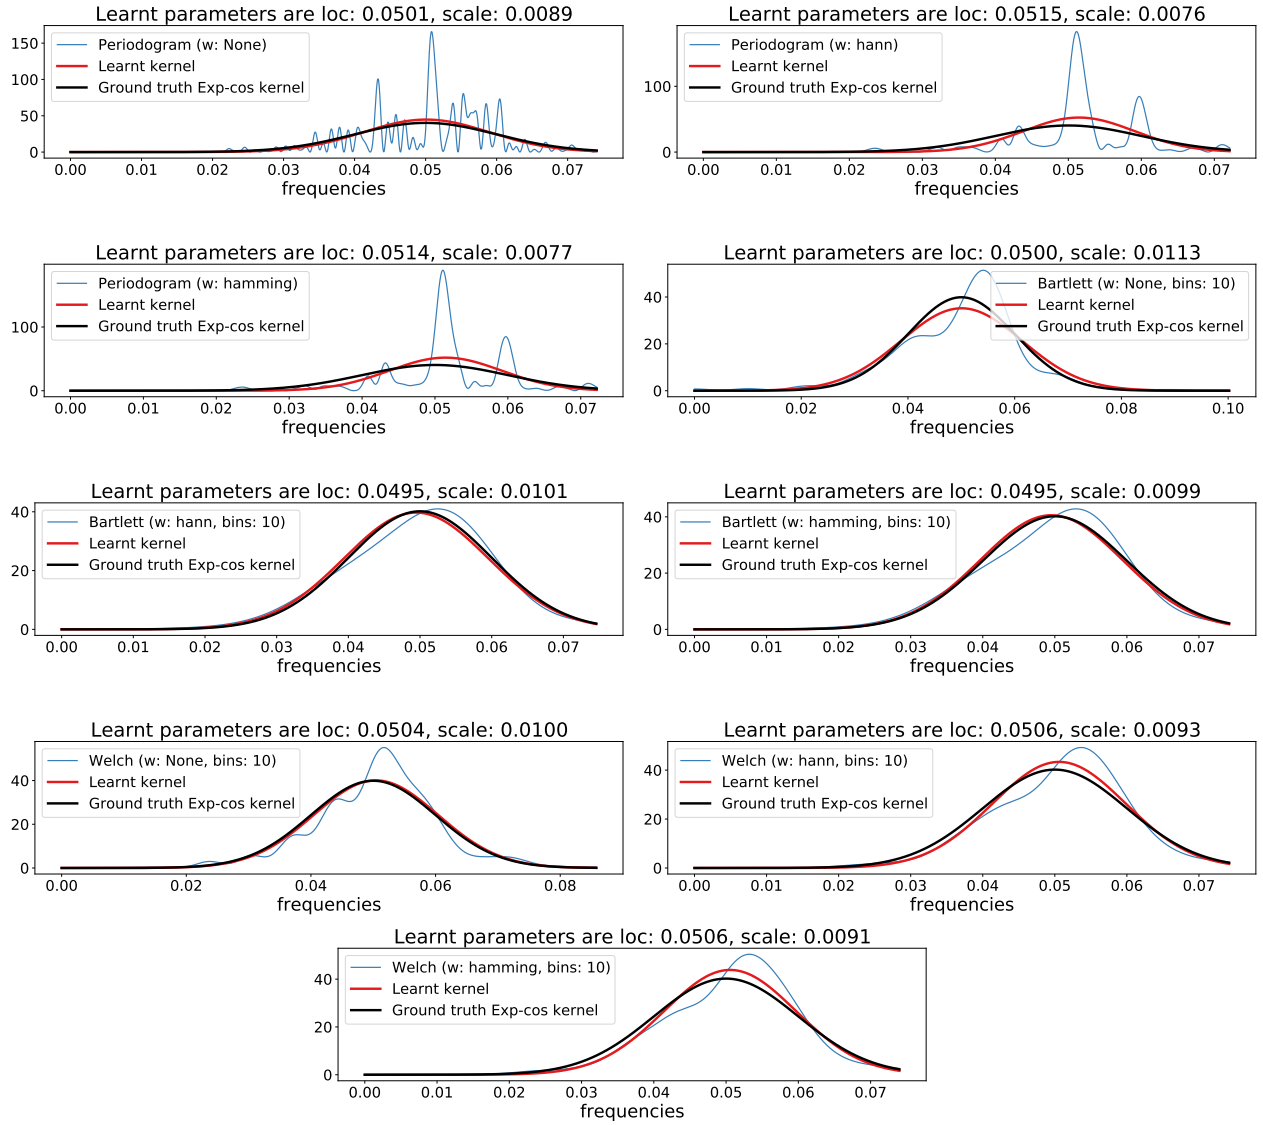 Learnt parameters are loc: 0.0501, scale: 0.0089
150
100
50
0
Periodogram (w: None)
Learnt kernel
Ground truth Exp-cos kernel
0.00 0.01 0.02 0.03 0.04 0.05 0.06 0.07
frequencies
Learnt parameters are loc: 0.0515, scale: 0.0076
100
0
Periodogram (w: hann)
Learnt kernel
Ground truth Exp-cos kernel
0.00 0.01 0.02 0.03 0.04 0.05 0.06 0.07
frequencies
Learnt parameters are loc: 0.0514, scale: 0.0077
100
0
Periodogram (w: hamming)
Learnt kernel
Ground truth Exp-cos kernel
0.00 0.01 0.02 0.03 0.04 0.05 0.06 0.07
frequencies
Learnt parameters are loc: 0.0500, scale: 0.0113
40
20
0
Bartlett (w: None, bins: 10)
Learnt kernel
Ground truth Exp-cos kernel
0.00 0.02 0.04 0.06 0.08 0.10
frequencies
Learnt parameters are loc: 0.0495, scale: 0.0101
40
20
0
Bartlett (w: hann, bins: 10)
Learnt kernel
Ground truth Exp-cos kernel
0.00 0.01 0.02 0.03 0.04 0.05 0.06 0.07
frequencies
Learnt parameters are loc: 0.0495, scale: 0.0099
40
20
0
Bartlett (w: hamming, bins: 10)
Learnt kernel
Ground truth Exp-cos kernel
0.00 0.01 0.02 0.03 0.04 0.05 0.06 0.07
frequencies
Learnt parameters are loc: 0.0504, scale: 0.0100
40
20
0
Welch (w: None, bins: 10)
Learnt kernel
Ground truth Exp-cos kernel
0.00 0.02 0.04 0.06 0.08
frequencies
Learnt parameters are loc: 0.0506, scale: 0.0093
40
20
0
Welch (w: hann, bins: 10)
Learnt kernel
Ground truth Exp-cos kernel
0.00 0.01 0.02 0.03 0.04 0.05 0.06 0.07
frequencies
Learnt parameters are loc: 0.0506, scale: 0.0091
40
20
0
Welch (w: hamming, bins: 10)
Learnt kernel
Ground truth Exp-cos kernel
0.00 0.01 0.02 0.03 0.04 0.05 0.06 0.07
frequencies